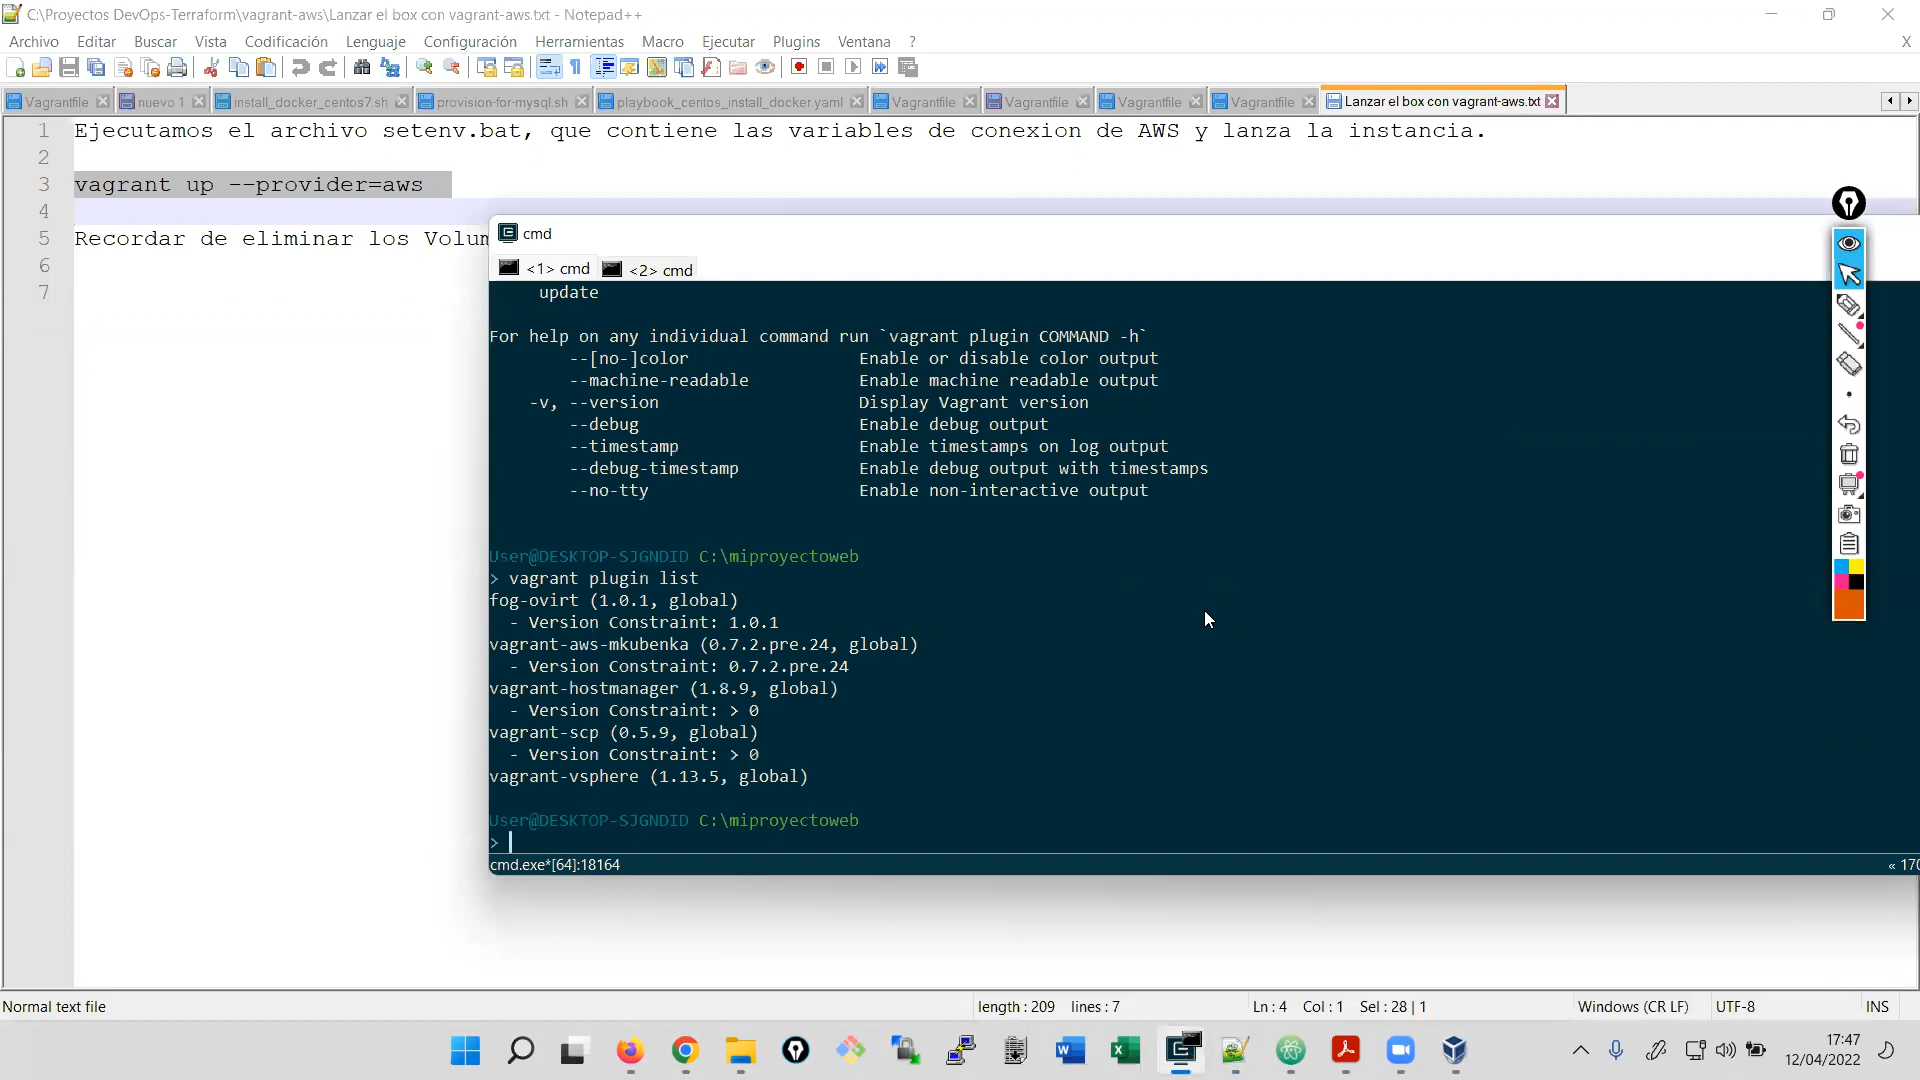 C:\Proyectos DevOps-Terraform\vagrant-aws\Lanzar el box con vagrant-aws.txt - Notepad++
Archivo Editar Buscar Vista Codificación Lenguaje Configuración Herramientas Macro Ejecutar Plugins Ventana ? X
Vagrantfile nuevo 1 install_docker_centos7.sh provision-for-mysql.sh playbook_centos_install_docker.yaml Vagrantfile Vagrantfile Vagrantfile Vagrantfile Lanzar el box con vagrant-aws.txt
1 Ejecutamos el archivo setenv.bat, que contiene las variables de conexion de AWS y lanza la instancia.
2
3 vagrant up --provider=aws
4
5 Recordar de eliminar los Volum
6
7
cmd
<1> cmd <2> cmd
update
For help on any individual command run `vagrant plugin COMMAND -h`
--[no-]color Enable or disable color output
--machine-readable Enable machine readable output
-v, --version Display Vagrant version
--debug Enable debug output
--timestamp Enable timestamps on log output
--debug-timestamp Enable debug output with timestamps
--no-tty Enable non-interactive output
User@DESKTOP-SJGNDID C:\miproyectoweb
> vagrant plugin list
fog-ovirt (1.0.1, global)
- Version Constraint: 1.0.1
vagrant-aws-mkubenka (0.7.2.pre.24, global)
- Version Constraint: 0.7.2.pre.24
vagrant-hostmanager (1.8.9, global)
- Version Constraint: > 0
vagrant-scp (0.5.9, global)
- Version Constraint: > 0
vagrant-vsphere (1.13.5, global)
User@DESKTOP-SJGNDID C:\miproyectoweb
>
cmd.exe*[64]:18164 « 170
Normal text file length : 209 lines : 7 Ln : 4 Col : 1 Sel : 28 | 1 Windows (CR LF) UTF-8 INS
17:47
12/04/2022